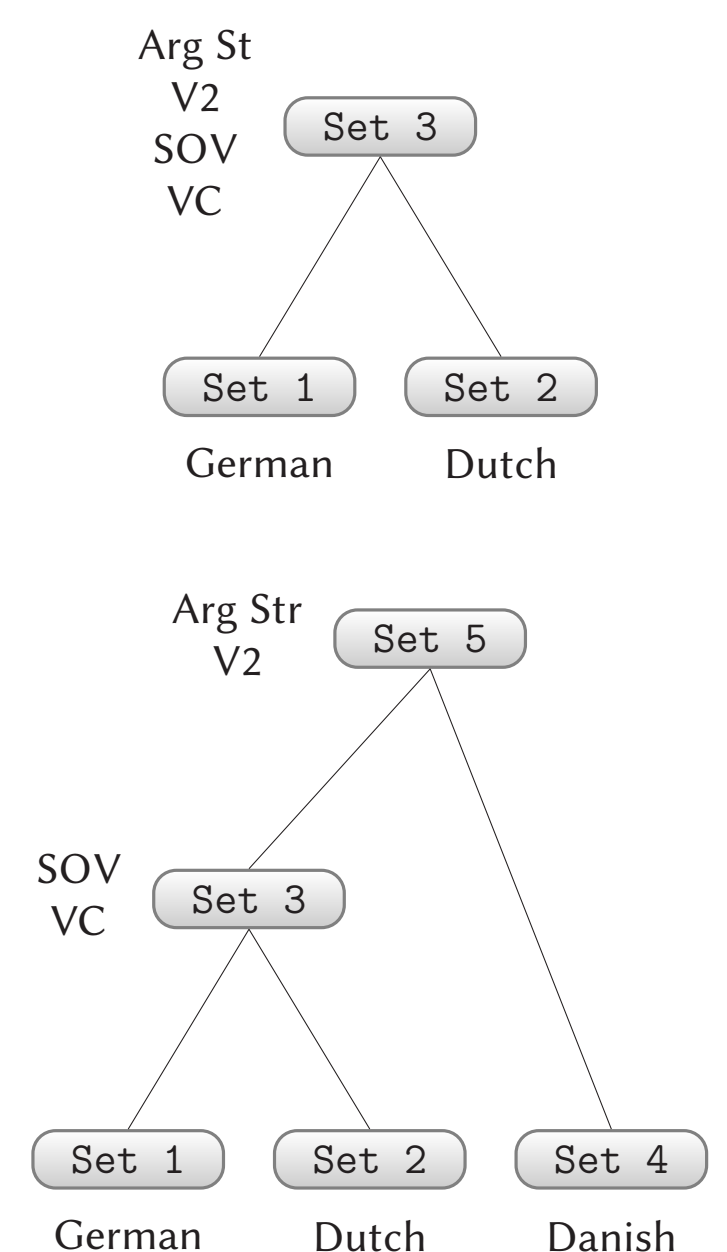 Arg St
V2
SOV
VC
Set 3
Set 1
Set 2
German
Dutch
Arg Str
V2
Set 5
SOV
VC
Set 3
Set 1
Set 2
Set 4
German
Dutch
Danish